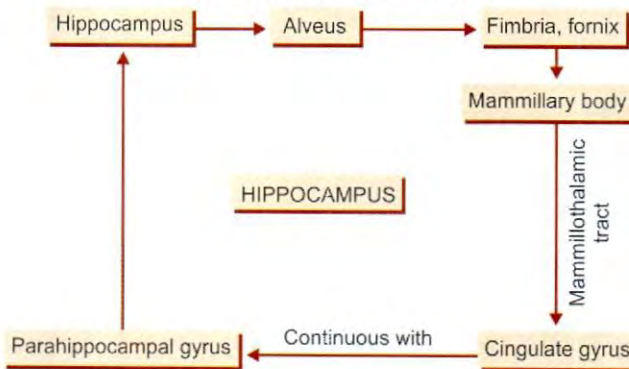 Hippocampus
Alveus
Fimbria, fornix
Mammillary body
Mammillothalamic
tract
HIPPOCAMPUS
Continuous with
Parahippocampal gyrus
Cingulate gyrus